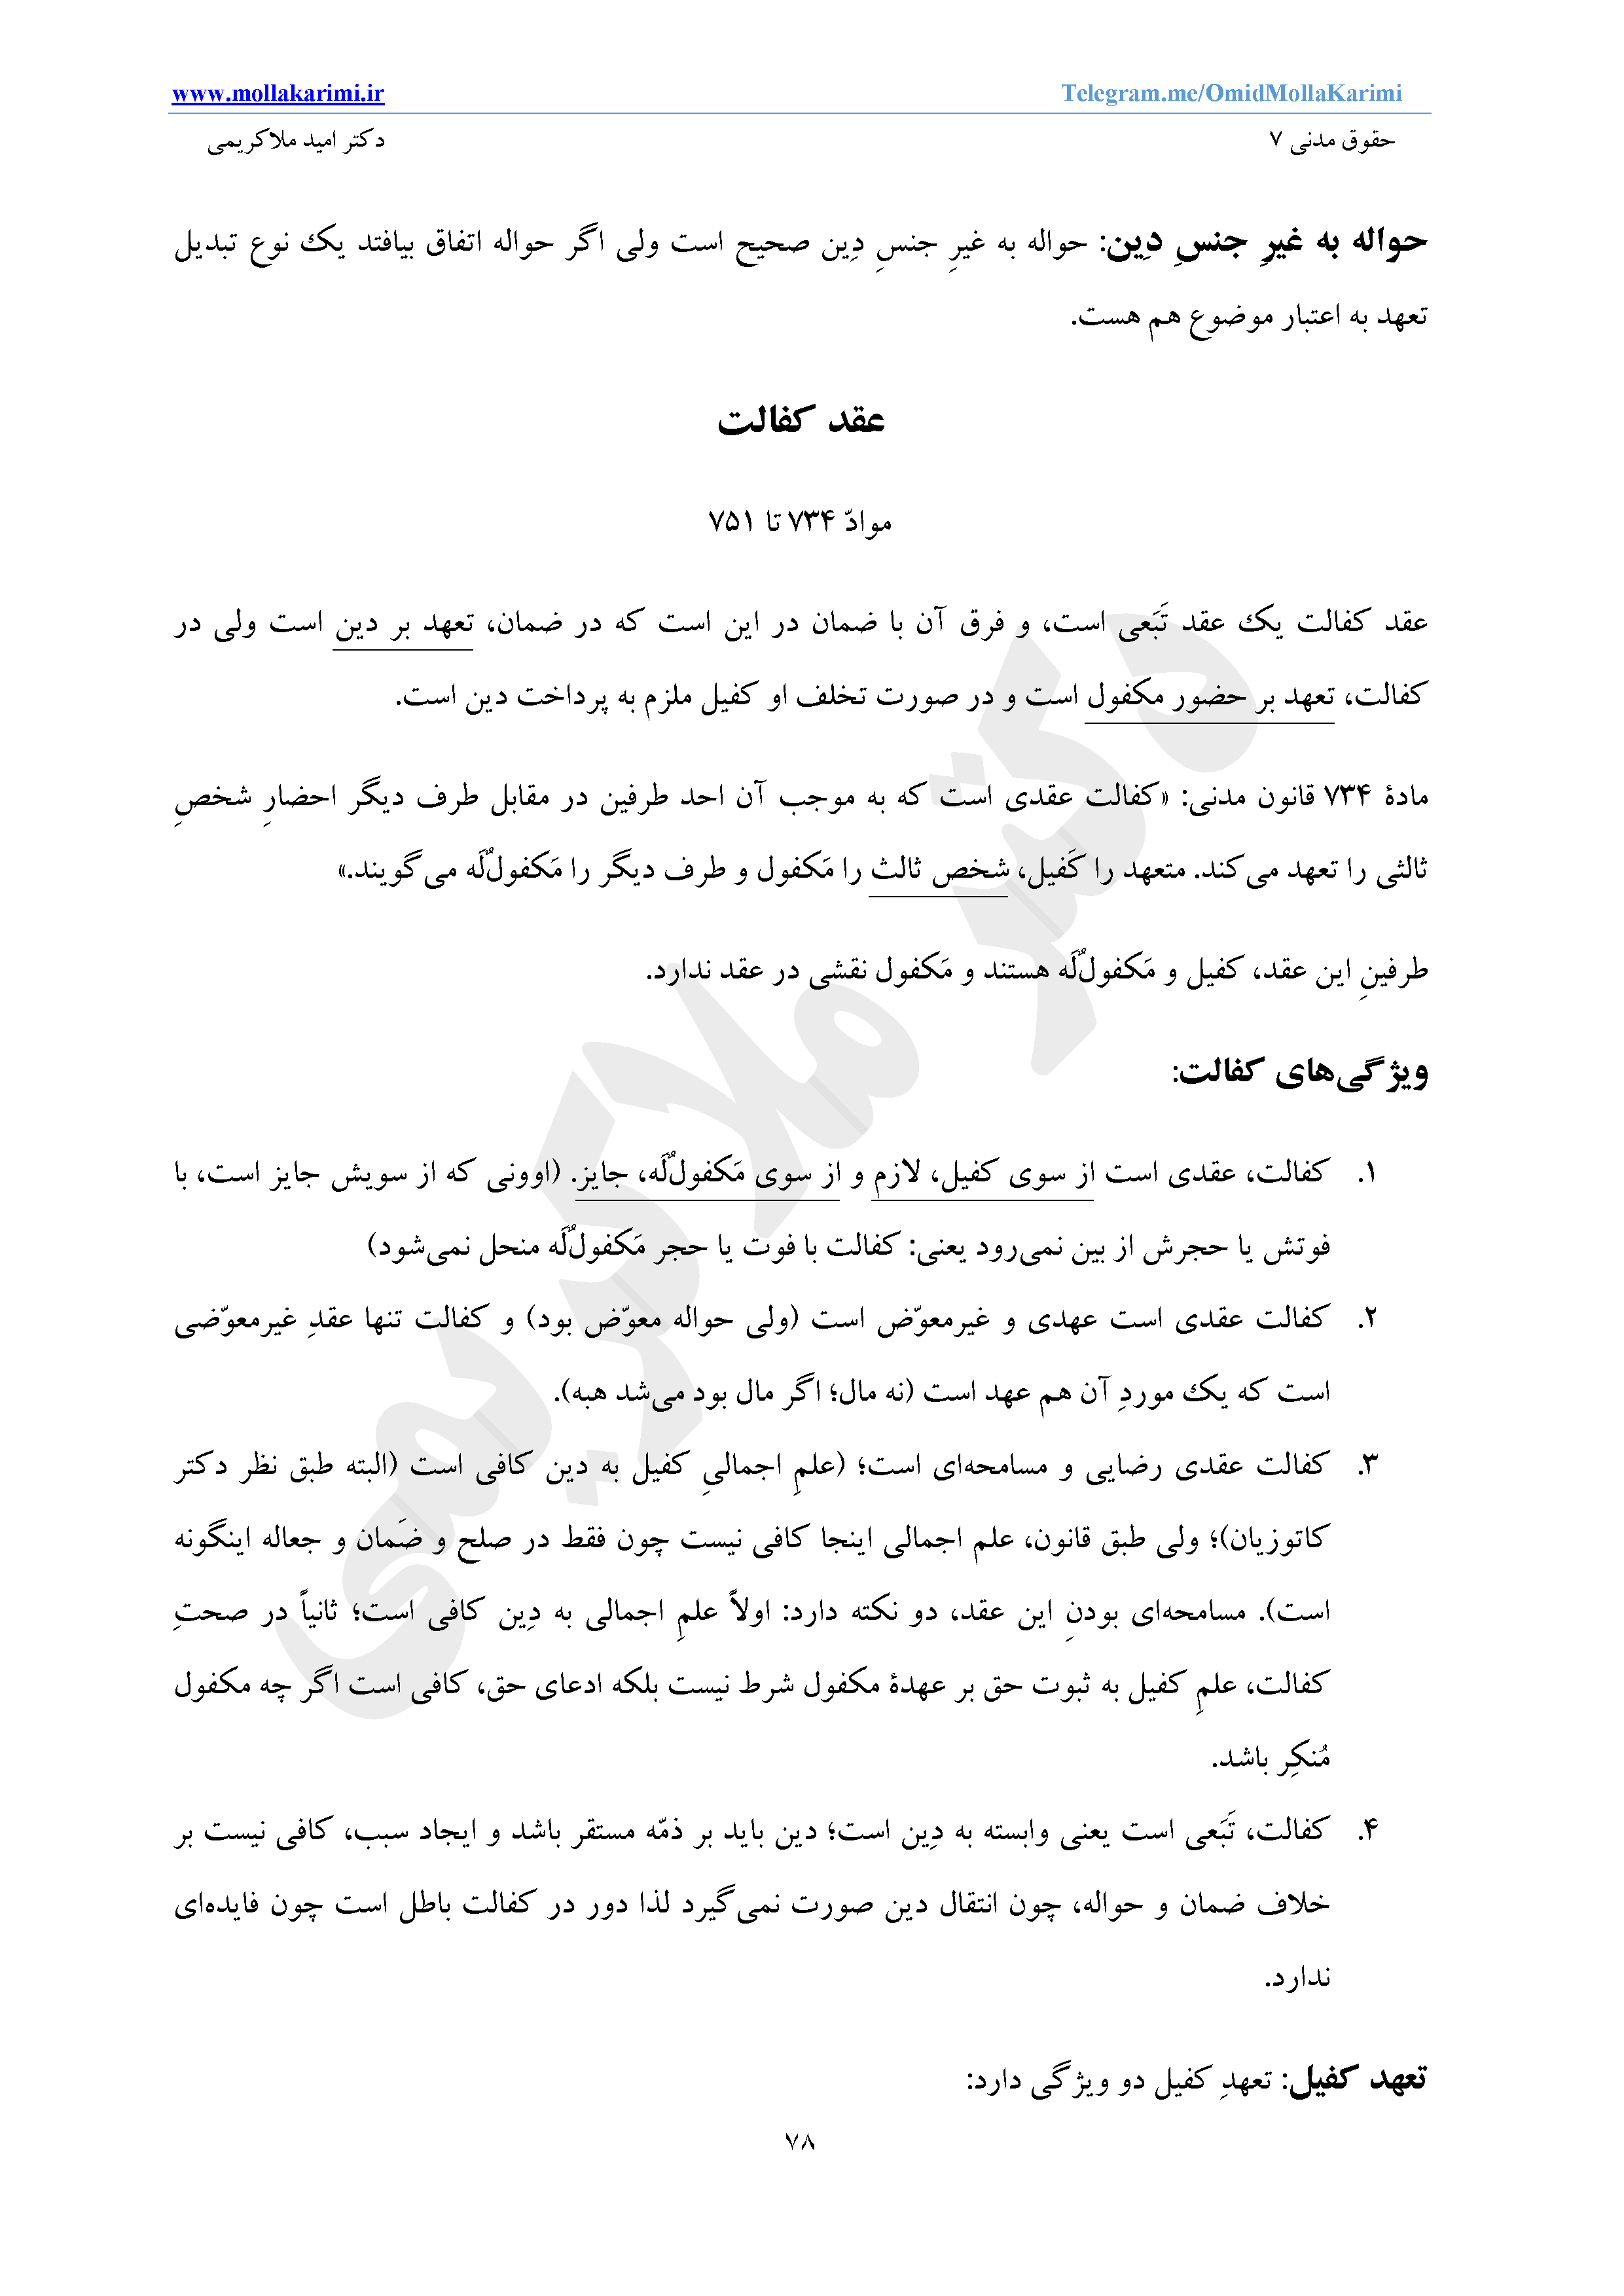 www.mollakarimi.ir Telegram.me/OmidMollaKarimi
حقوق مدنی ۷ دکتر امید ملاکریمی
حواله به غیرِ جنسِ دِین: حواله به غیرِ جنسِ دِین صحیح است ولی اگر حواله اتفاق بیافتد یک نوع تبدیل
تعهد به اعتبار موضوع هم هست.
عقد کفالت
موادّ ۷۳۴ تا ۷۵۱
عقد کفالت یک عقد تَبَعی است، و فرق آن با ضمان در این است که در ضمان، تعهد بر دین است ولی در
کفالت، تعهد بر حضور مکفول است و در صورت تخلف او کفیل ملزم به پرداخت دین است.
مادۀ ۷۳۴ قانون مدنی: «کفالت عقدی است که به موجب آن احد طرفین در مقابل طرف دیگر احضارِ شخصِ
ثالثی را تعهد می‌کند. متعهد را کَفیل، شخص ثالث را مَکفول و طرف دیگر را مَکفولٌ‌لَه می‌گویند.»
طرفینِ این عقد، کفیل و مَکفولٌ‌لَه هستند و مَکفول نقشی در عقد ندارد.
ویژگی‌های کفالت:
۱. کفالت، عقدی است از سوی کفیل، لازم و از سوی مَکفولٌ‌لَه، جایز. (اوونی که از سویش جایز است، با
فوتش یا حجرش از بین نمی‌رود یعنی: کفالت با فوت یا حجر مَکفولٌ‌لَه منحل نمی‌شود)
۲. کفالت عقدی است عهدی و غیرمعوّض است (ولی حواله معوّض بود) و کفالت تنها عقدِ غیرمعوّضی
است که یک موردِ آن هم عهد است (نه مال؛ اگر مال بود می‌شد هبه).
۳. کفالت عقدی رضایی و مسامحه‌ای است؛ (علمِ اجمالیِ کفیل به دین کافی است (البته طبق نظر دکتر
کاتوزیان)؛ ولی طبق قانون، علم اجمالی اینجا کافی نیست چون فقط در صلح و ضَمان و جعاله اینگونه
است). مسامحه‌ای بودنِ این عقد، دو نکته دارد: اولاً علمِ اجمالی به دِین کافی است؛ ثانیاً در صحتِ
کفالت، علمِ کفیل به ثبوت حق بر عهدۀ مکفول شرط نیست بلکه ادعای حق، کافی است اگر چه مکفول
مُنکِر باشد.
۴. کفالت، تَبَعی است یعنی وابسته به دِین است؛ دین باید بر ذمّه مستقر باشد و ایجاد سبب، کافی نیست بر
خلاف ضمان و حواله، چون انتقال دین صورت نمی‌گیرد لذا دور در کفالت باطل است چون فایده‌ای
ندارد.
تعهد کفیل: تعهدِ کفیل دو ویژگی دارد:
۷۸
دکتر ملاکریمی